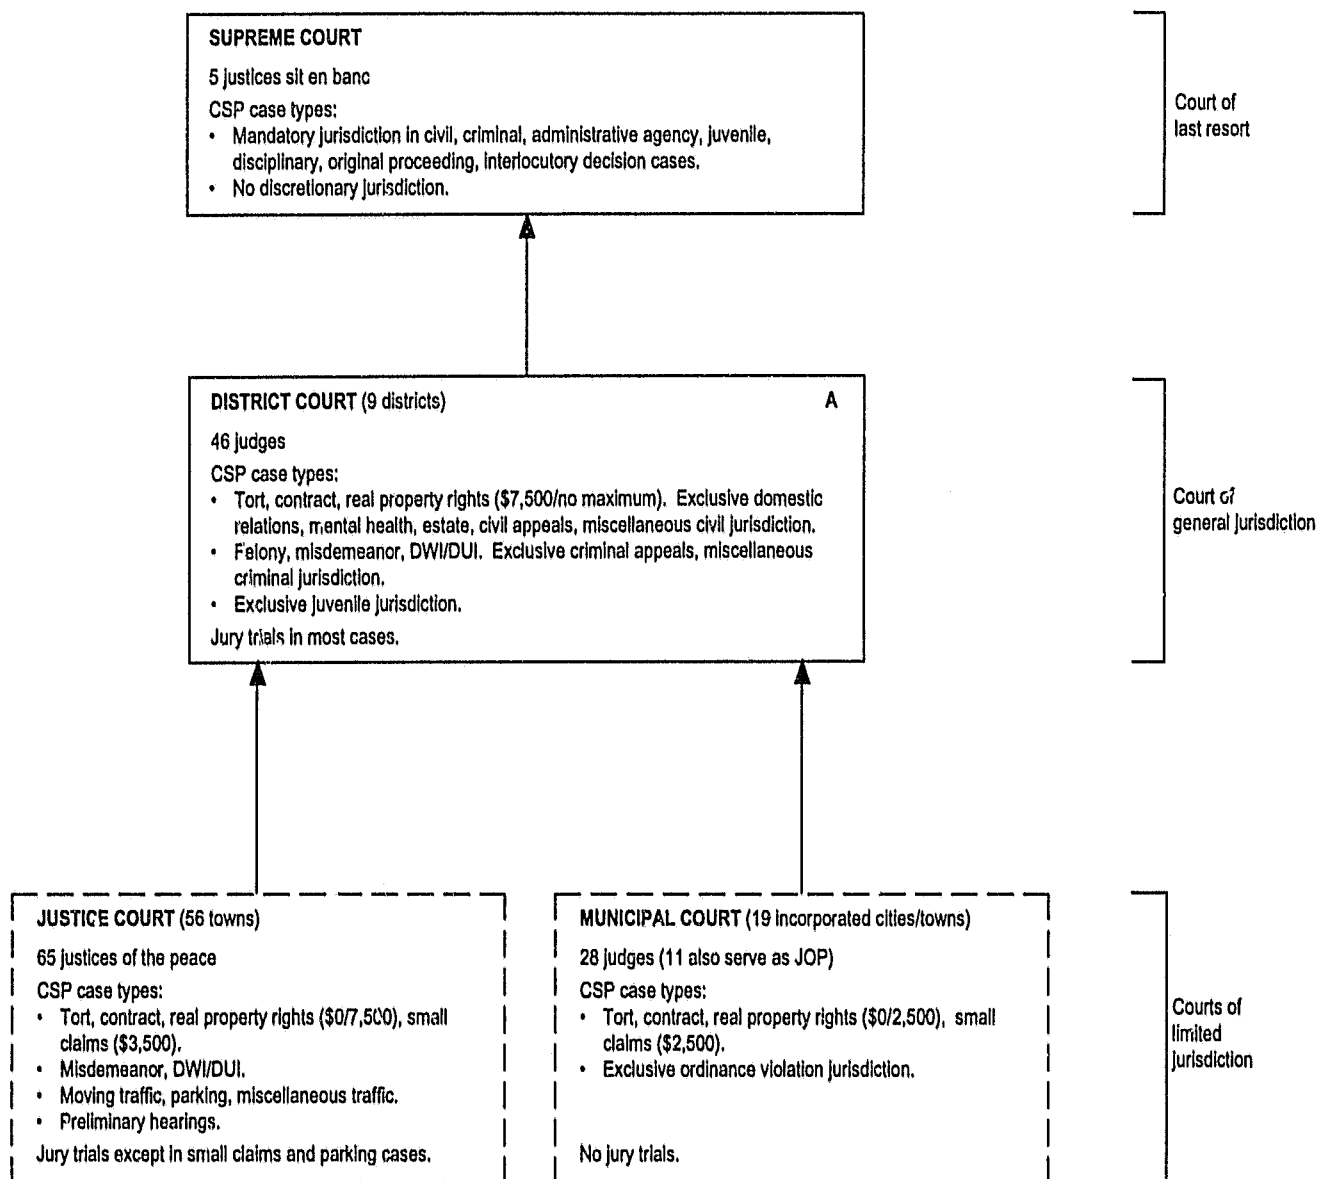 SUPREME COURT
5 justices sit en banc
CSP case types:
• Mandatory jurisdiction in civil, criminal, administrative agency, juvenile,
disciplinary, original proceeding, interlocutory decision cases.
• No discretionary jurisdiction.
Court of
last resort
DISTRICT COURT (9 districts) A
46 judges
CSP case types:
• Tort, contract, real property rights ($7,500/no maximum). Exclusive domestic
relations, mental health, estate, civil appeals, miscellaneous civil jurisdiction.
• Felony, misdemeanor, DWI/DUI. Exclusive criminal appeals, miscellaneous
criminal jurisdiction.
• Exclusive juvenile jurisdiction.
Jury trials in most cases.
Court of
general jurisdiction
JUSTICE COURT (56 towns)
65 justices of the peace
CSP case types:
• Tort, contract, real property rights ($0/7,500), small
claims ($3,500).
• Misdemeanor, DWI/DUI.
• Moving traffic, parking, miscellaneous traffic.
• Preliminary hearings.
Jury trials except in small claims and parking cases.
MUNICIPAL COURT (19 incorporated cities/towns)
28 judges (11 also serve as JOP)
CSP case types:
• Tort, contract, real property rights ($0/2,500), small
claims ($2,500).
• Exclusive ordinance violation jurisdiction.
No jury trials.
Courts of
limited
jurisdiction